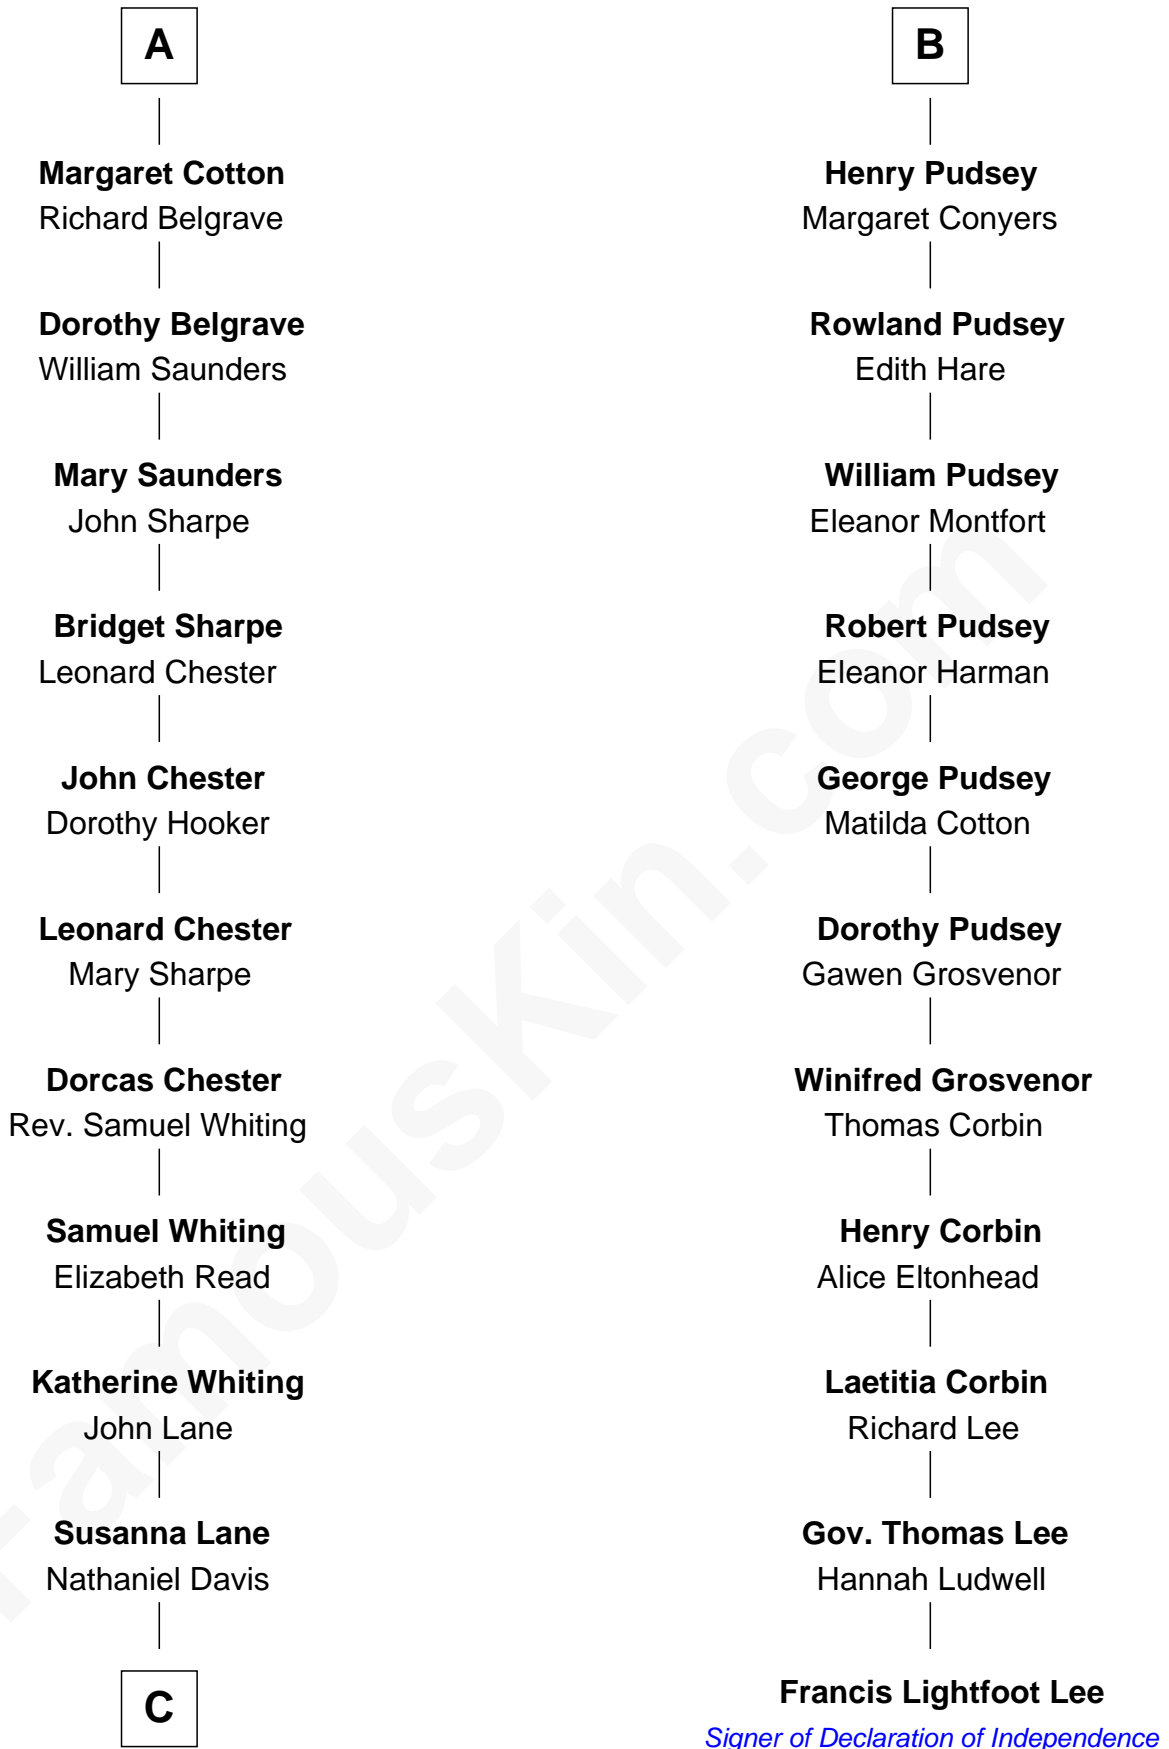 A
Margaret Cotton
Richard Belgrave
Dorothy Belgrave
William Saunders
Mary Saunders
John Sharpe
Bridget Sharpe
Leonard Chester
John Chester
Dorothy Hooker
Leonard Chester
Mary Sharpe
Dorcas Chester
Rev. Samuel Whiting
Samuel Whiting
Elizabeth Read
Katherine Whiting
John Lane
Susanna Lane
Nathaniel Davis
C
B
Henry Pudsey
Margaret Conyers
Rowland Pudsey
Edith Hare
William Pudsey
Eleanor Montfort
Robert Pudsey
Eleanor Harman
George Pudsey
Matilda Cotton
Dorothy Pudsey
Gawen Grosvenor
Winifred Grosvenor
Thomas Corbin
Henry Corbin
Alice Eltonhead
Laetitia Corbin
Richard Lee
Gov. Thomas Lee
Hannah Ludwell
Francis Lightfoot Lee
Signer of Declaration of Independence
FamousKin.com